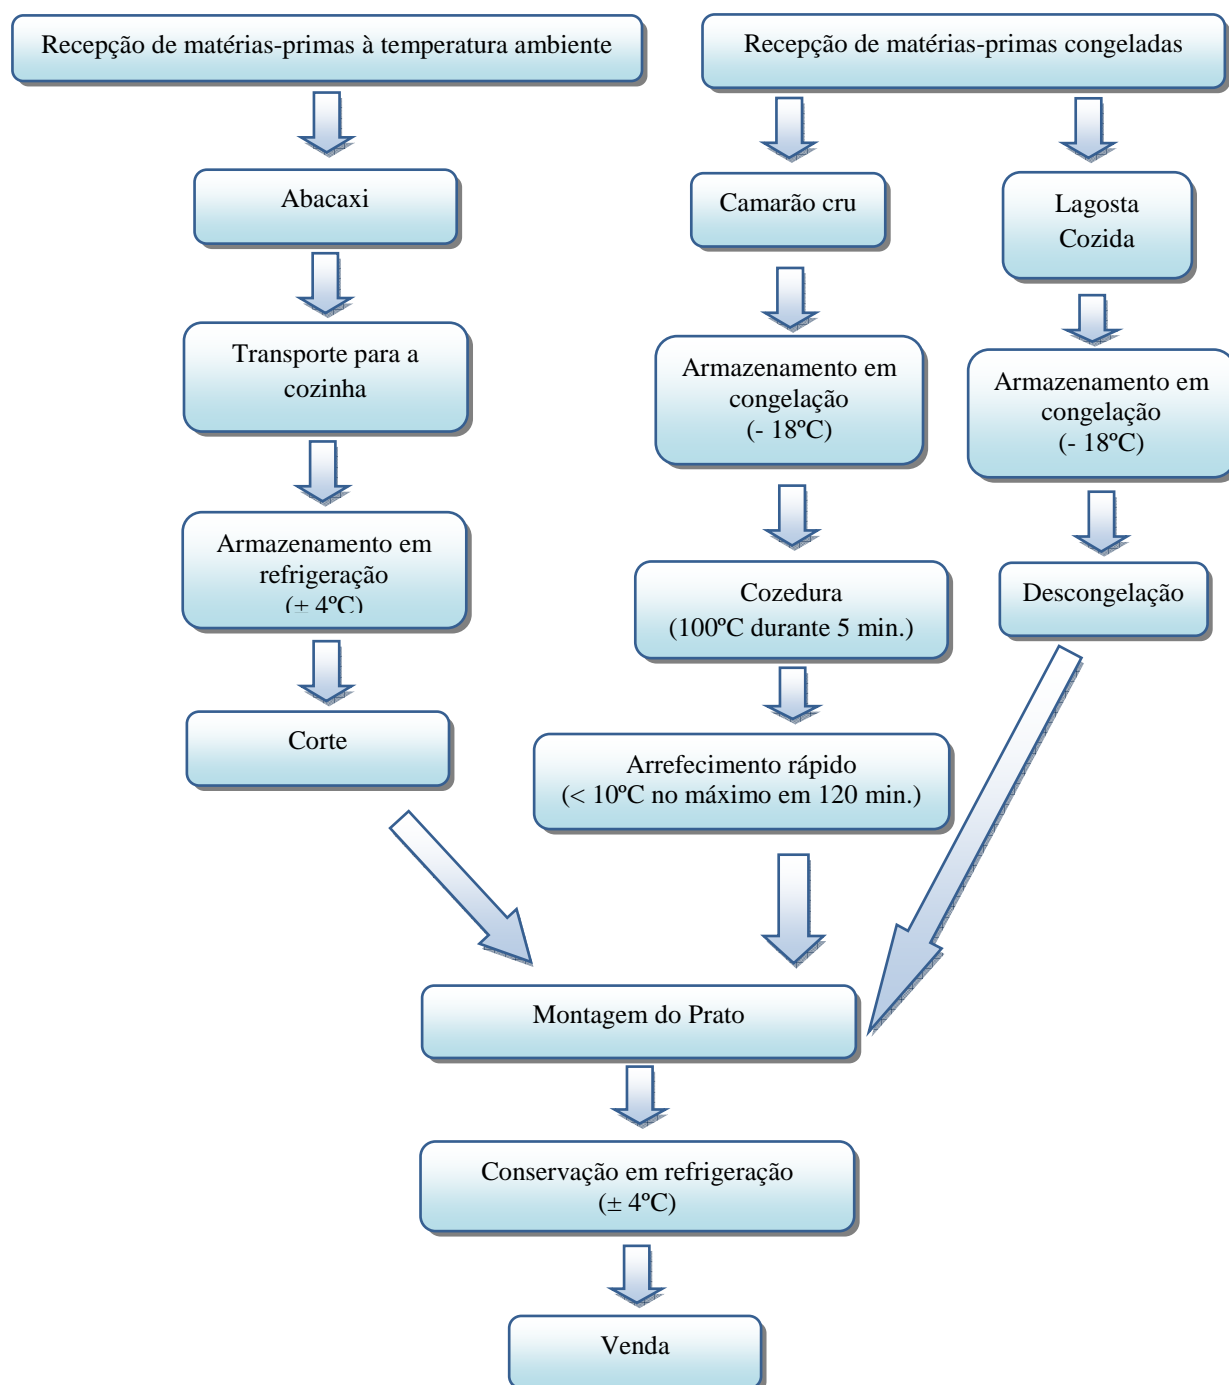 Recepção de matérias-primas à temperatura ambiente
Recepção de matérias-primas congeladas
Abacaxi
Camarão cru
Lagosta
Cozida
Transporte para a
cozinha
Armazenamento em
congelação
(- 18ºC)
Armazenamento em
congelação
(- 18ºC)
Armazenamento em
refrigeração
(± 4ºC)
Cozedura
(100ºC durante 5 min.)
Descongelação
Corte
Arrefecimento rápido
(< 10ºC no máximo em 120 min.)
Montagem do Prato
Conservação em refrigeração
(± 4ºC)
Venda